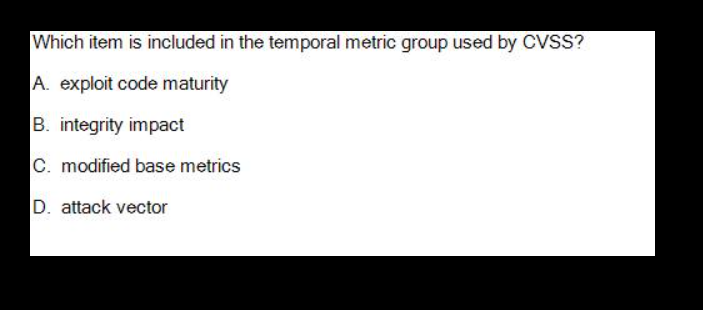 Which item is included in the temporal metric group used by CVSS?
A. exploit code maturity
B. integrity impact
C. modified base metrics
D. attack vector